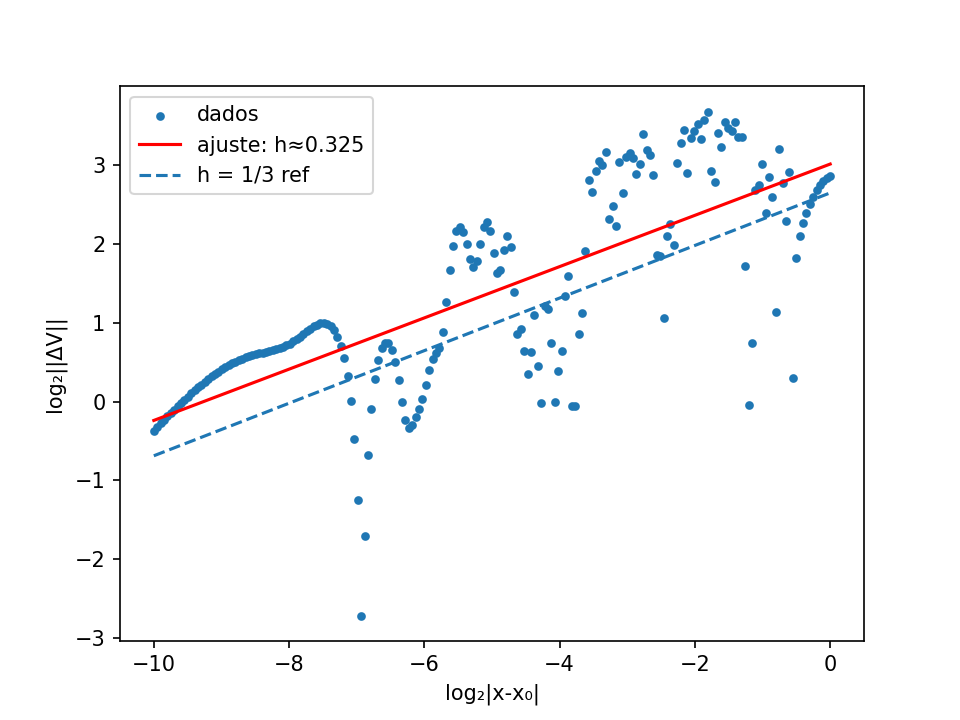 dados
ajuste: h≈0.325
h = 1/3 ref
3
2
1
0
−1
−2
−3
log₂||ΔV||
−10
−8
−6
−4
−2
0
log₂|x-x₀|